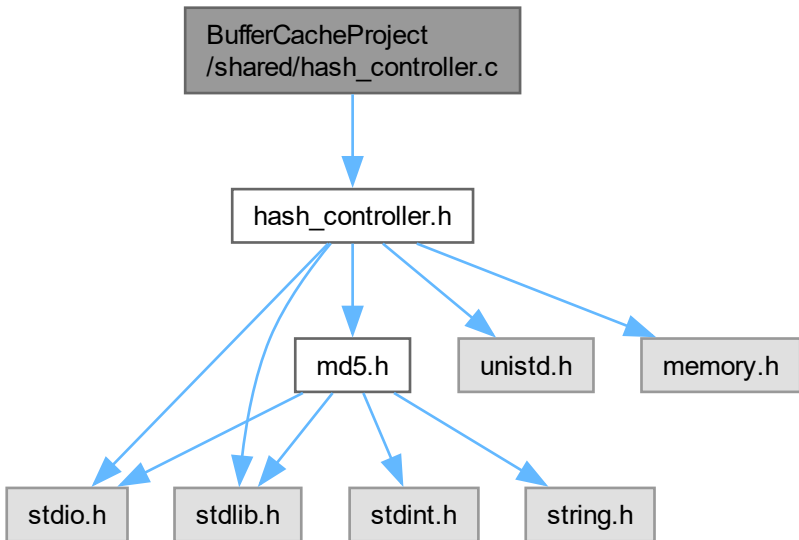 BufferCacheProject
/shared/hash_controller.c
hash_controller.h
md5.h
unistd.h
memory.h
stdio.h
stdlib.h
stdint.h
string.h